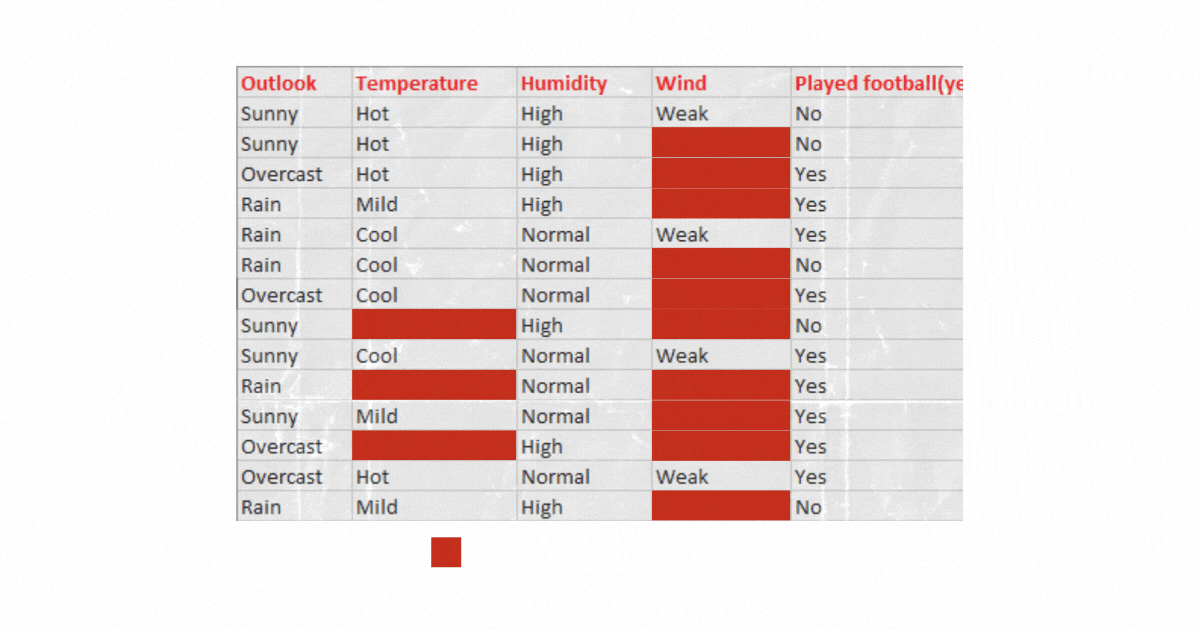 Outlook Temperature Humidity Wind Played football(ye
Sunny Hot High Weak No
Sunny Hot High No
Overcast Hot High Yes
Rain Mild High Yes
Rain Cool Normal Weak Yes
Rain Cool Normal No
Overcast Cool Normal Yes
Sunny High No
Sunny Cool Normal Weak Yes
Rain Normal Yes
Sunny Mild Normal Yes
Overcast High Yes
Overcast Hot Normal Weak Yes
Rain Mild High No